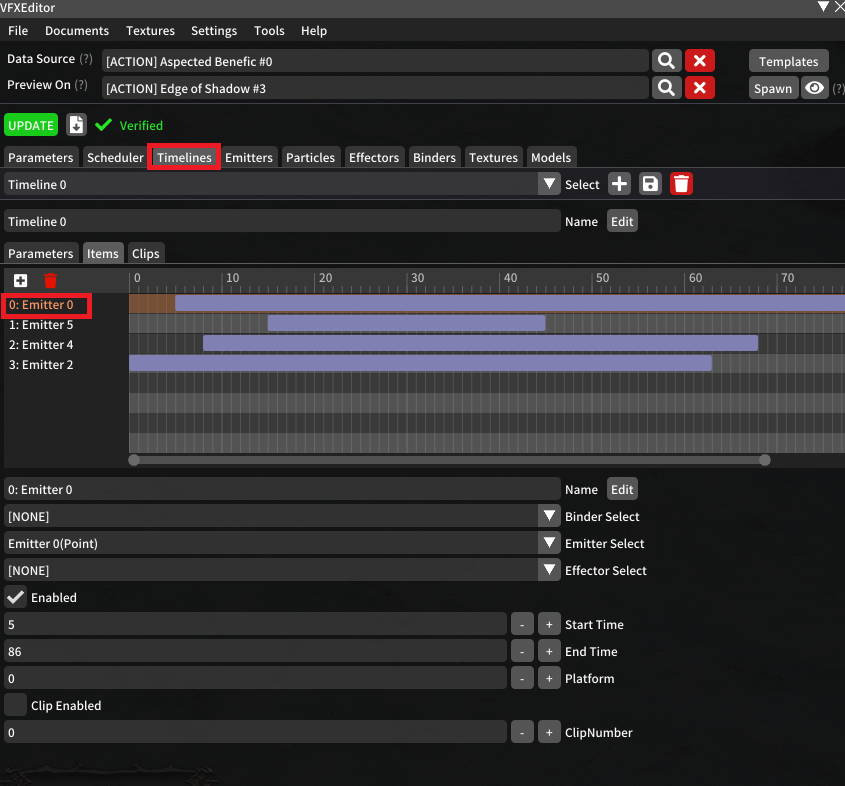 VFXEditor
File Documents Textures Settings Tools Help
Data Source (?) [ACTION] Aspected Benefic #0 Templates
Preview On (?) [ACTION] Edge of Shadow #3 Spawn (?)
UPDATE Verified
Parameters Scheduler Timelines Emitters Particles Effectors Binders Textures Models
Timeline 0 Select
Timeline 0 Name Edit
Parameters Items Clips
0 10 20 30 40 50 60 70
0: Emitter 0
1: Emitter 5
2: Emitter 4
3: Emitter 2
0: Emitter 0 Name Edit
[NONE] Binder Select
Emitter 0(Point) Emitter Select
[NONE] Effector Select
Enabled
5 - + Start Time
86 - + End Time
0 - + Platform
Clip Enabled
0 - + ClipNumber